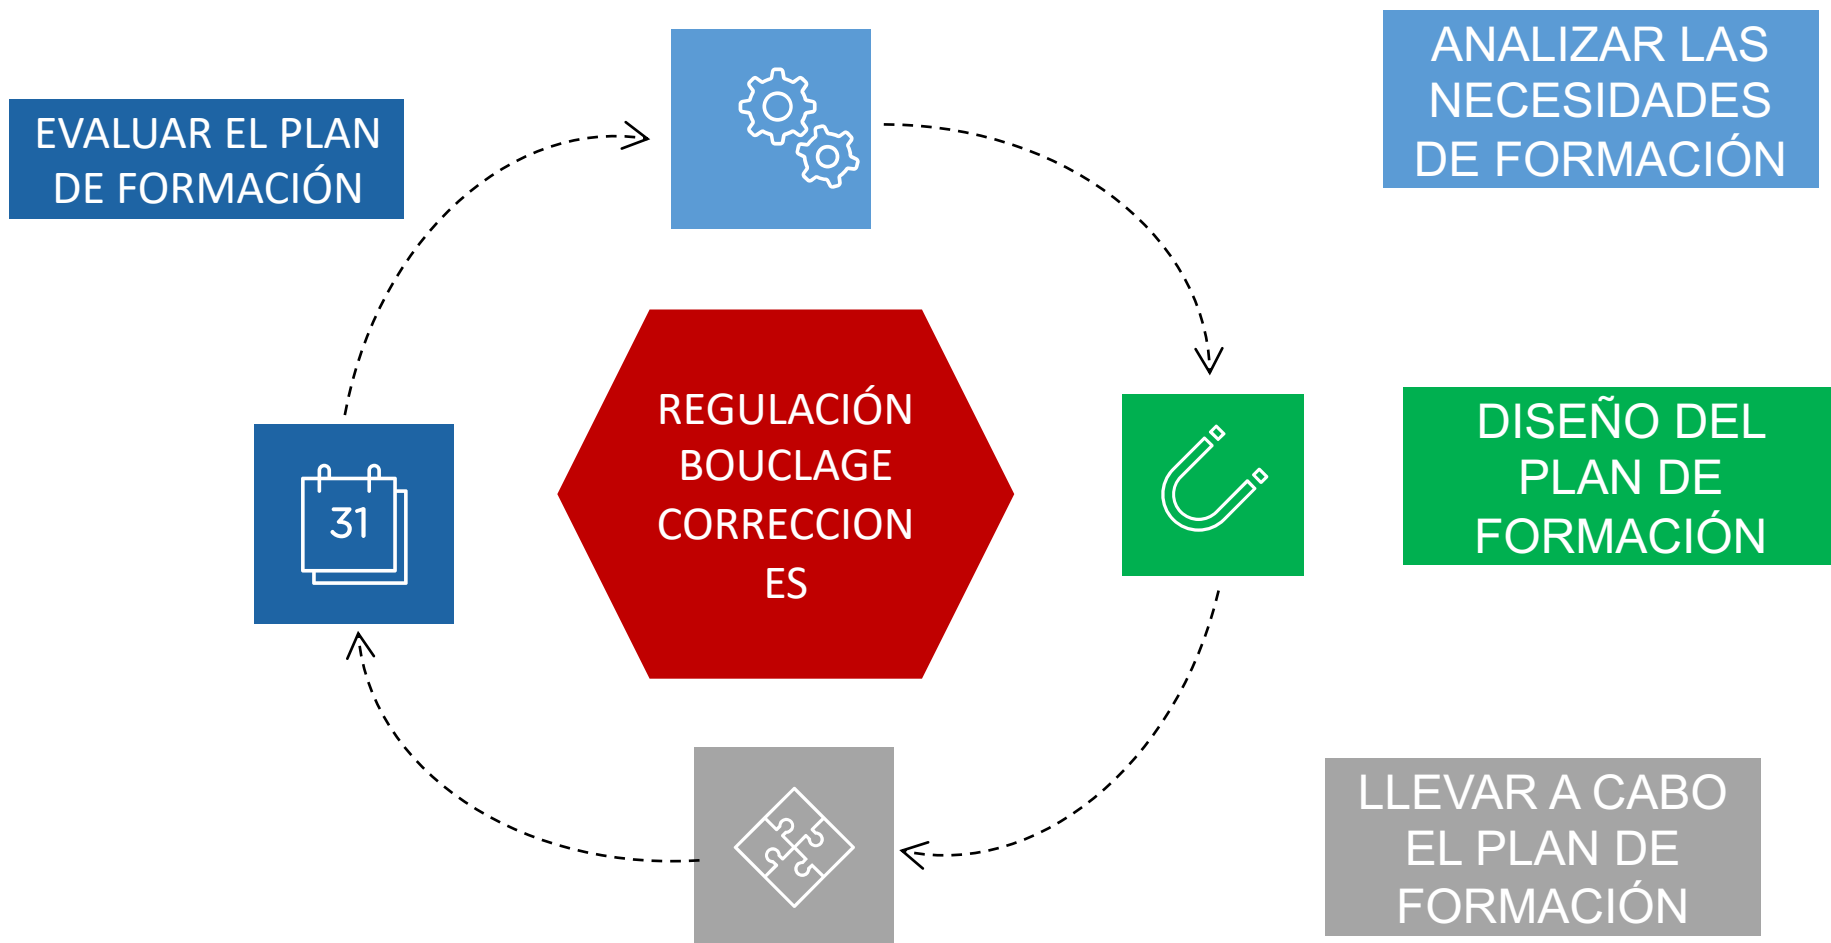 ANALIZAR LAS
NECESIDADES
DE FORMACIÓN
EVALUAR EL PLAN
DE FORMACIÓN
REGULACIÓN
BOUCLAGE
CORRECCION
ES
31
DISEÑO DEL
PLAN DE
FORMACIÓN
LLEVAR A CABO
EL PLAN DE
FORMACIÓN